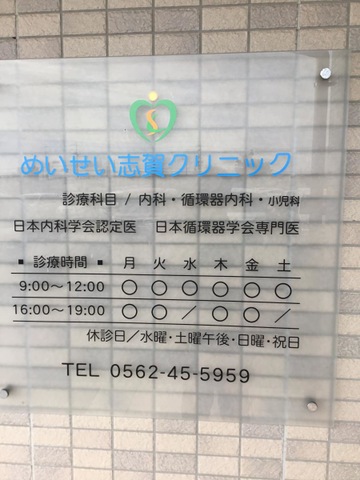 めいせい志賀クリニック
診療科目 / 内科・循環器内科・小児科
日本内科学会認定医 日本循環器学会専門医
■ 診療時間 ■ 月 火 水 木 金 土
9:00～12:00 ○ ○ ○ ○ ○ ○
16:00～19:00 ○ ○ / ○ ○ /
休診日/水曜・土曜午後・日曜・祝日
TEL 0562-45-5959